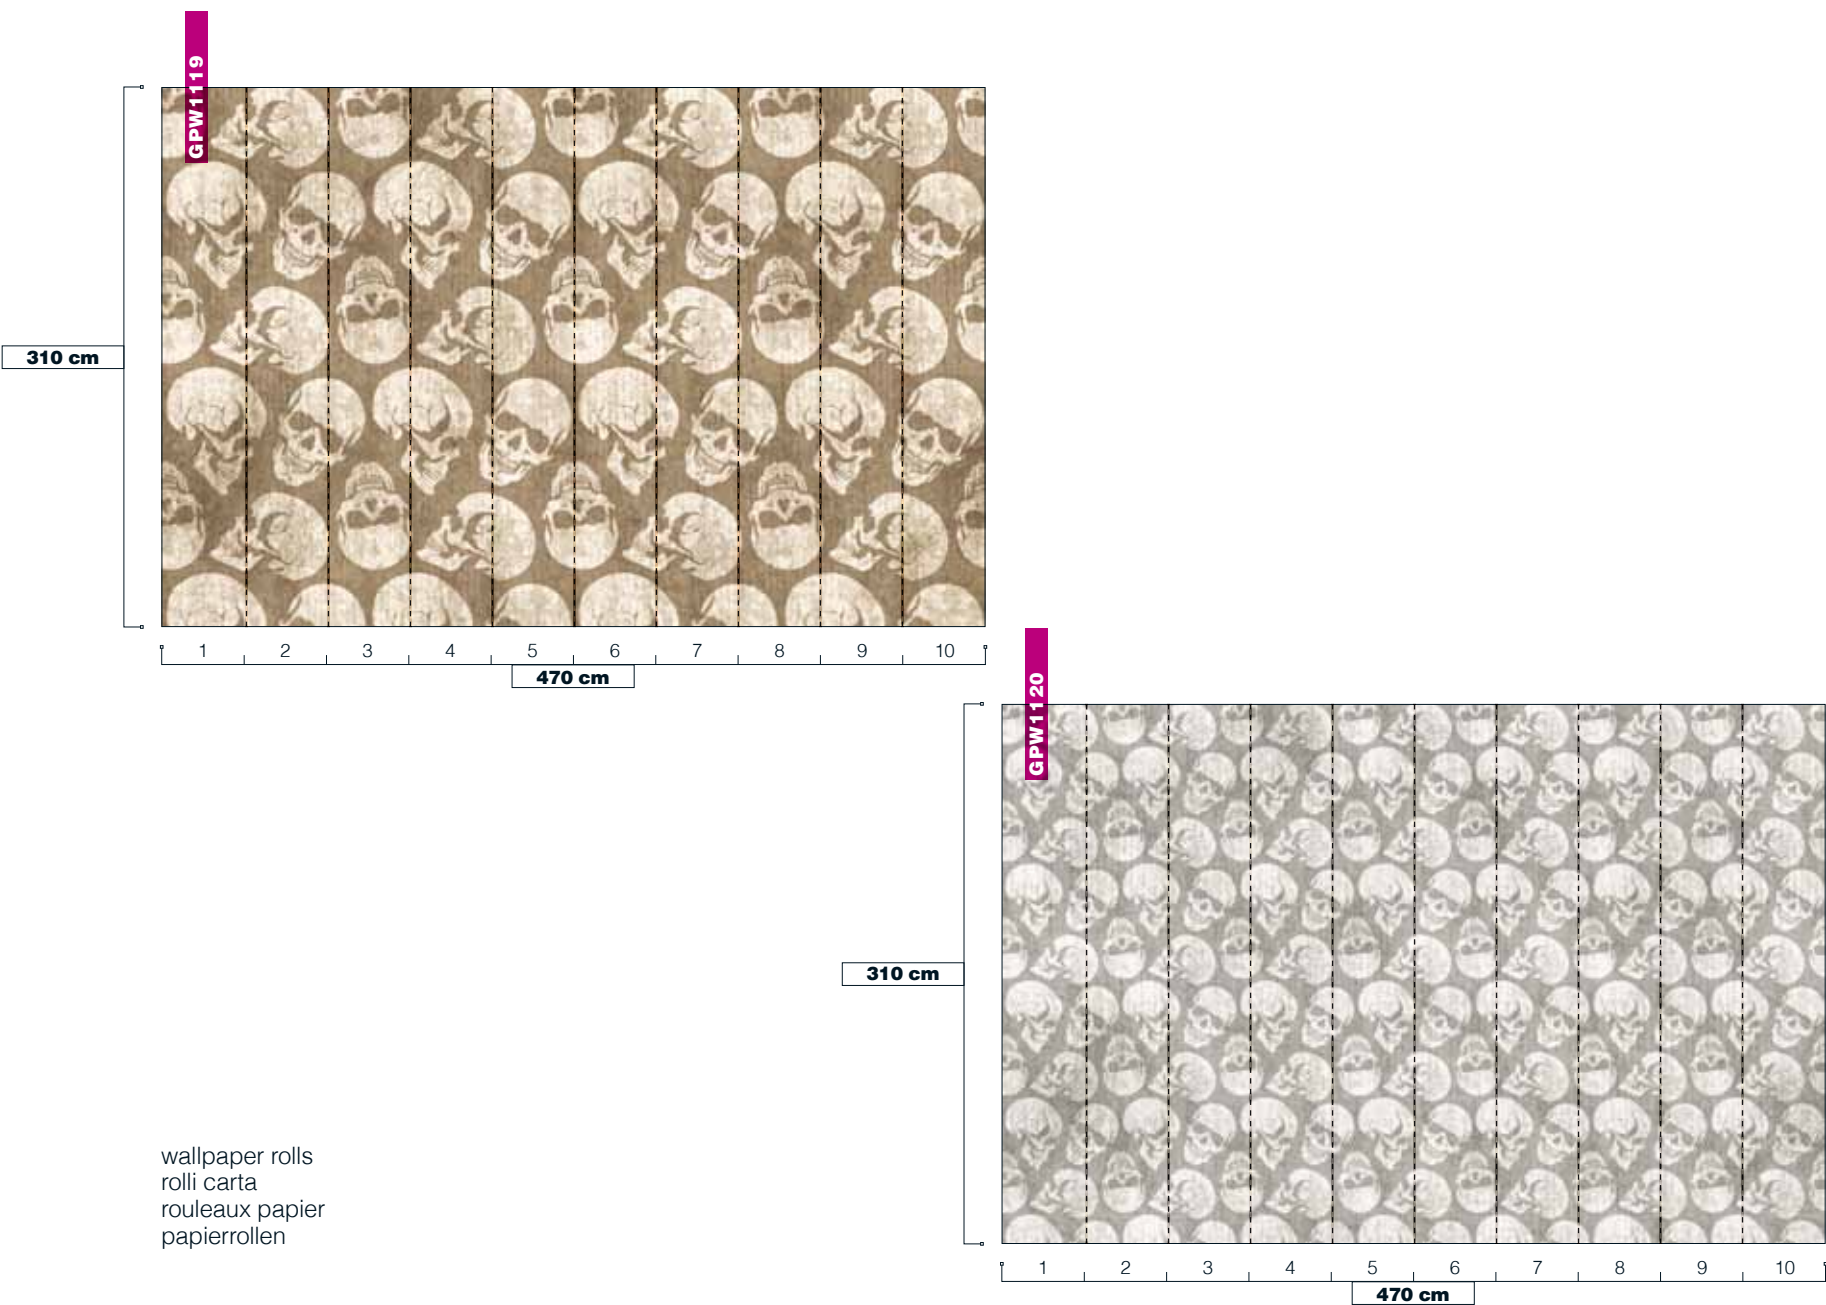 GPW1119
310 cm
1 2 3 4 5 6 7 8 9 10
470 cm
GPW1120
310 cm
1 2 3 4 5 6 7 8 9 10
470 cm
wallpaper rolls
rolli carta
rouleaux papier
papierrollen